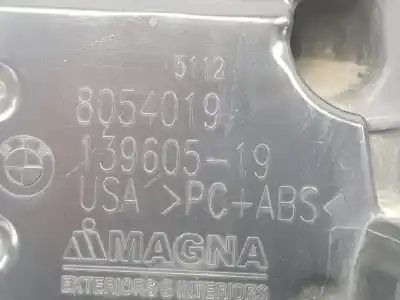 5112
8054019
139605-19
USA >PC+ABS<
MAGNA
EXTERIORS & INTERIORS